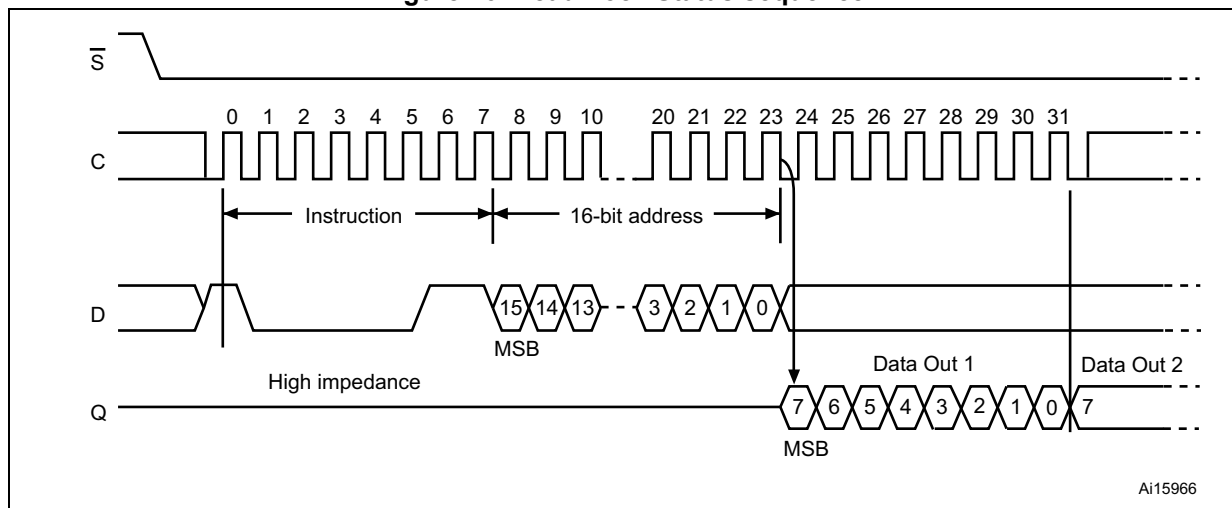 S
0 1 2 3 4 5 6 7 8 9 10 20 21 22 23 24 25 26 27 28 29 30 31
C
Instruction 16-bit address
D 15 14 13 3 2 1 0
MSB
High impedance Data Out 1 Data Out 2
Q 7 6 5 4 3 2 1 0 7
MSB
Ai15966